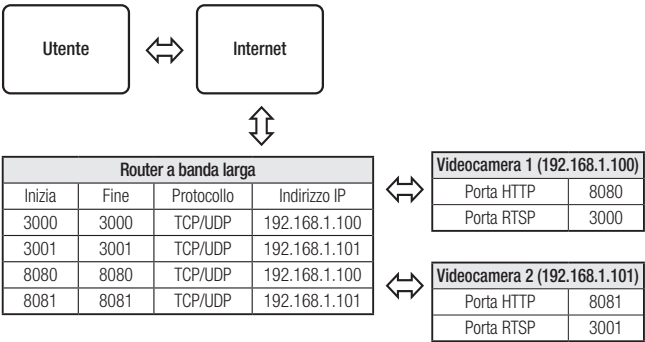 Utente
Internet
Router a banda larga
Inizia Fine Protocollo Indirizzo IP
3000 3000 TCP/UDP 192.168.1.100
3001 3001 TCP/UDP 192.168.1.101
8080 8080 TCP/UDP 192.168.1.100
8081 8081 TCP/UDP 192.168.1.101
Videocamera 1 (192.168.1.100)
Porta HTTP 8080
Porta RTSP 3000
Videocamera 2 (192.168.1.101)
Porta HTTP 8081
Porta RTSP 3001